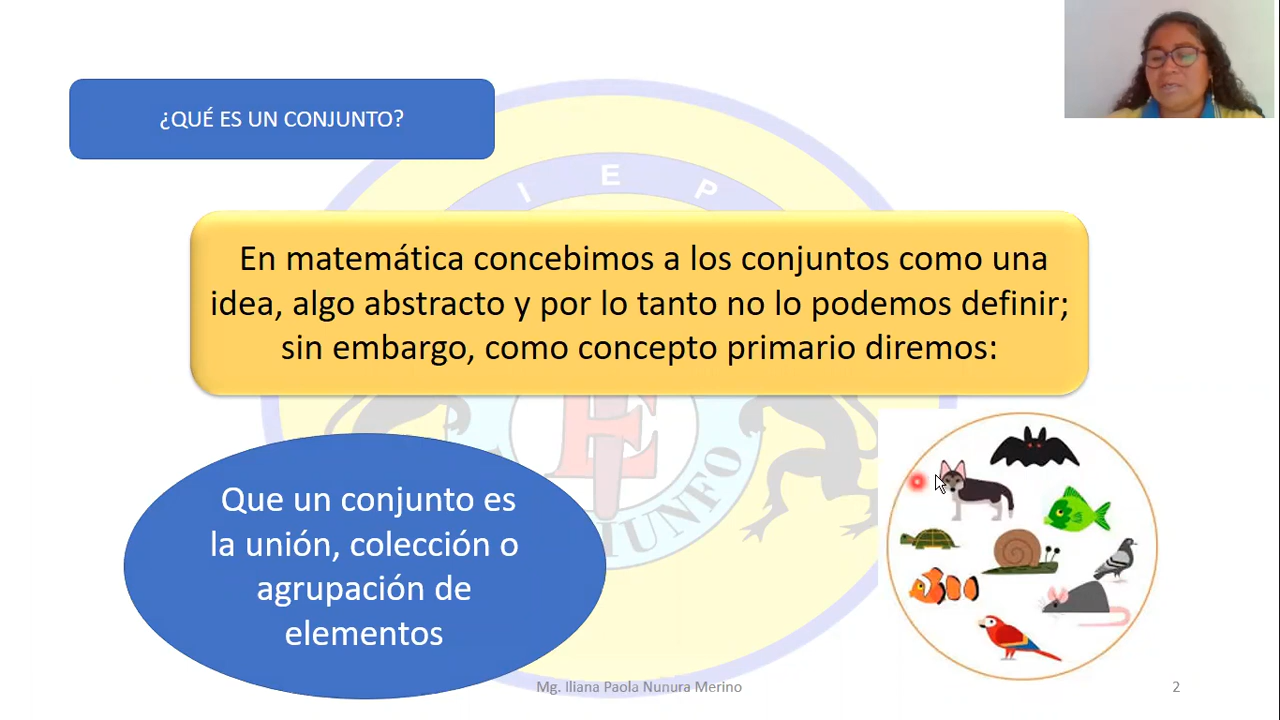 ¿QUÉ ES UN CONJUNTO?
I E P
En matemática concebimos a los conjuntos como una
idea, algo abstracto y por lo tanto no lo podemos definir;
sin embargo, como concepto primario diremos:
Que un conjunto es
la unión, colección o
agrupación de
elementos
Mg. Iliana Paola Nunura Merino
2